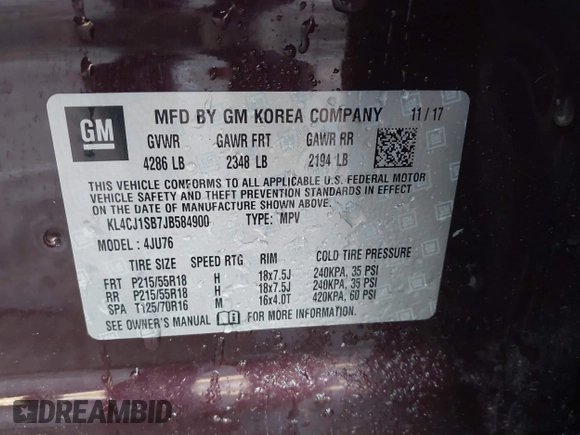 GM
MFD BY GM KOREA COMPANY 11/17
GVWR GAWR FRT GAWR RR
4286 LB 2348 LB 2194 LB
THIS VEHICLE CONFORMS TO ALL APPLICABLE U.S. FEDERAL MOTOR
VEHICLE SAFETY AND THEFT PREVENTION STANDARDS IN EFFECT
ON THE DATE OF MANUFACTURE SHOWN ABOVE.
KL4CJ1SB7JB584900 TYPE: MPV
MODEL: 4JU76
TIRE SIZE SPEED RTG RIM COLD TIRE PRESSURE
FRT P215/55R18 H 18x7.5J 240KPA, 35 PSI
RR P215/55R18 H 18x7.5J 240KPA, 35 PSI
SPA T125/70R16 M 16x4.0T 420KPA, 60 PSI
SEE OWNER'S MANUAL FOR MORE INFORMATION.
DREAMBID